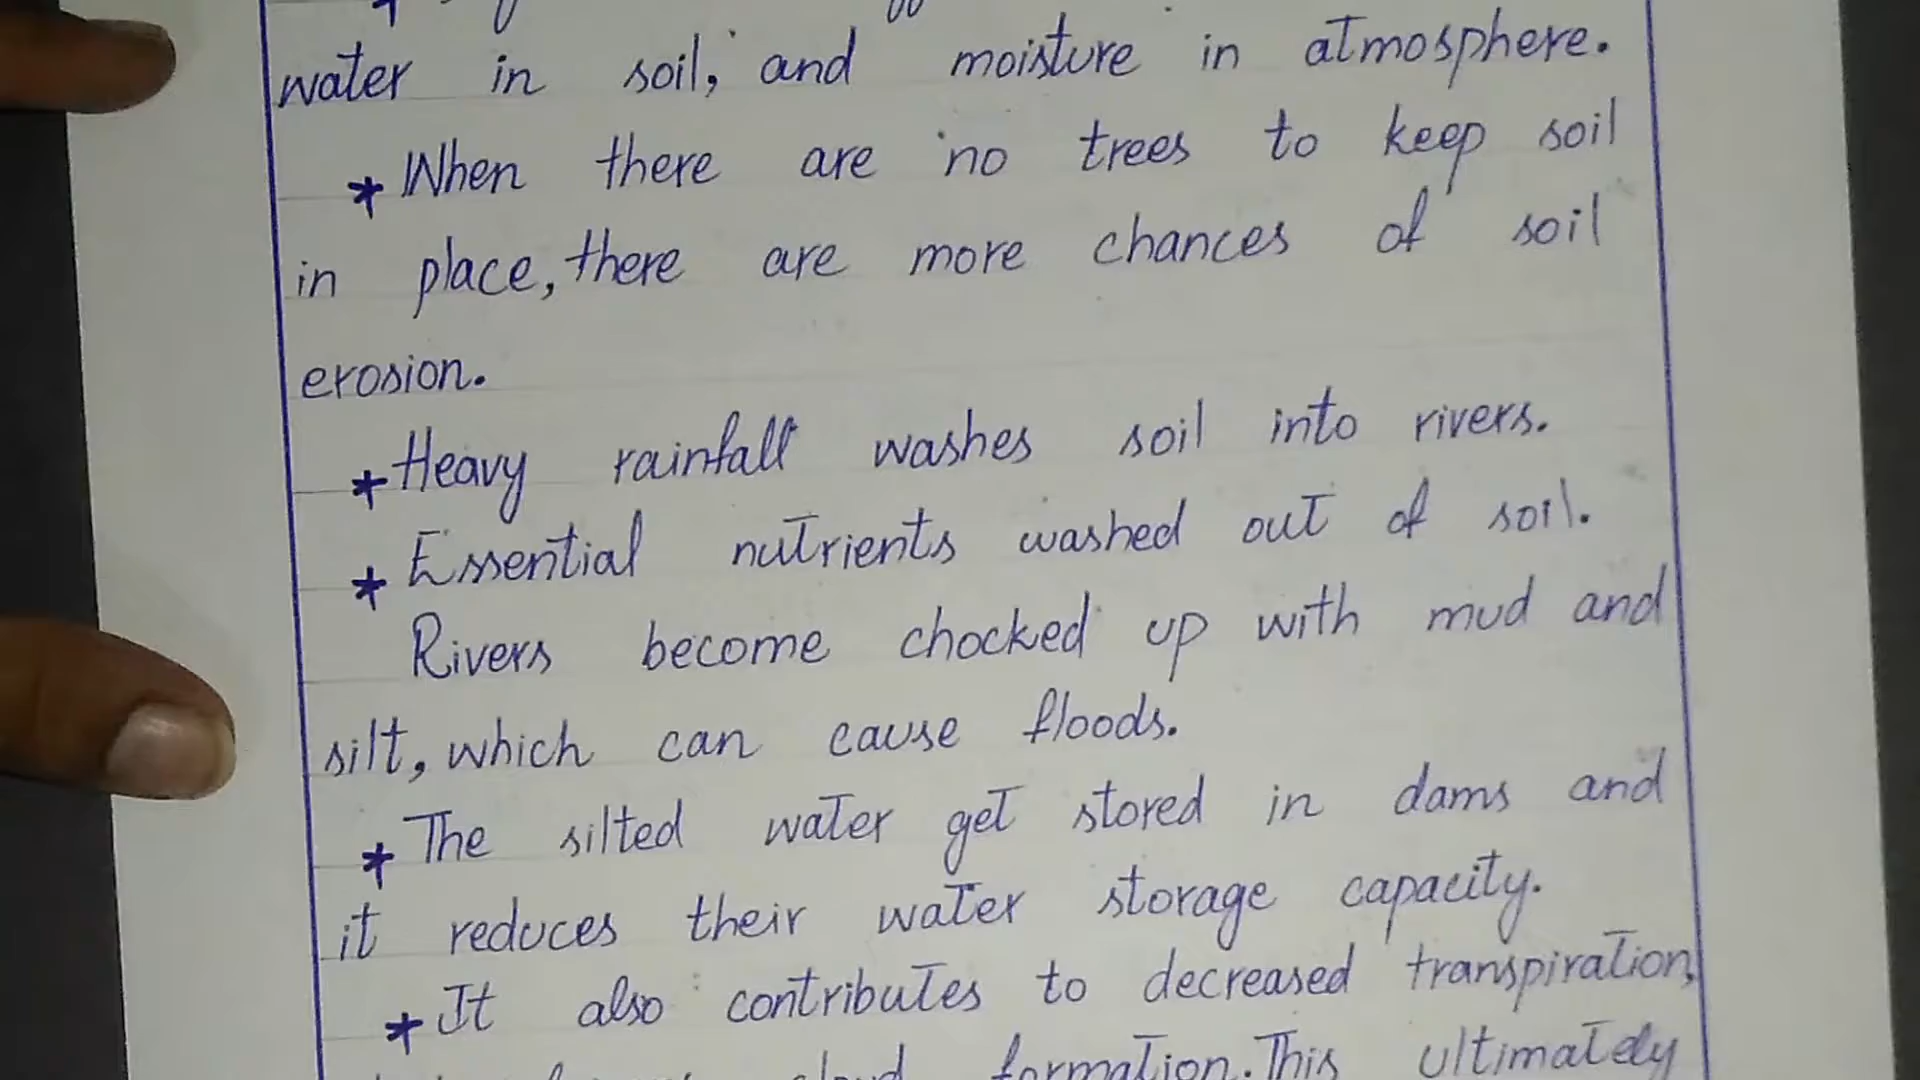 water in soil, and moisture in atmosphere.
* When there are no trees to keep soil
in place, there are more chances of soil
erosion.
* Heavy rainfall washes soil into rivers.
* Essential nutrients washed out of soil.
Rivers become chocked up with mud and
silt, which can cause floods.
* The silted water get stored in dams and
it reduces their water storage capacity.
* It also contributes to decreased transpiration,
cloud formation. This ultimately